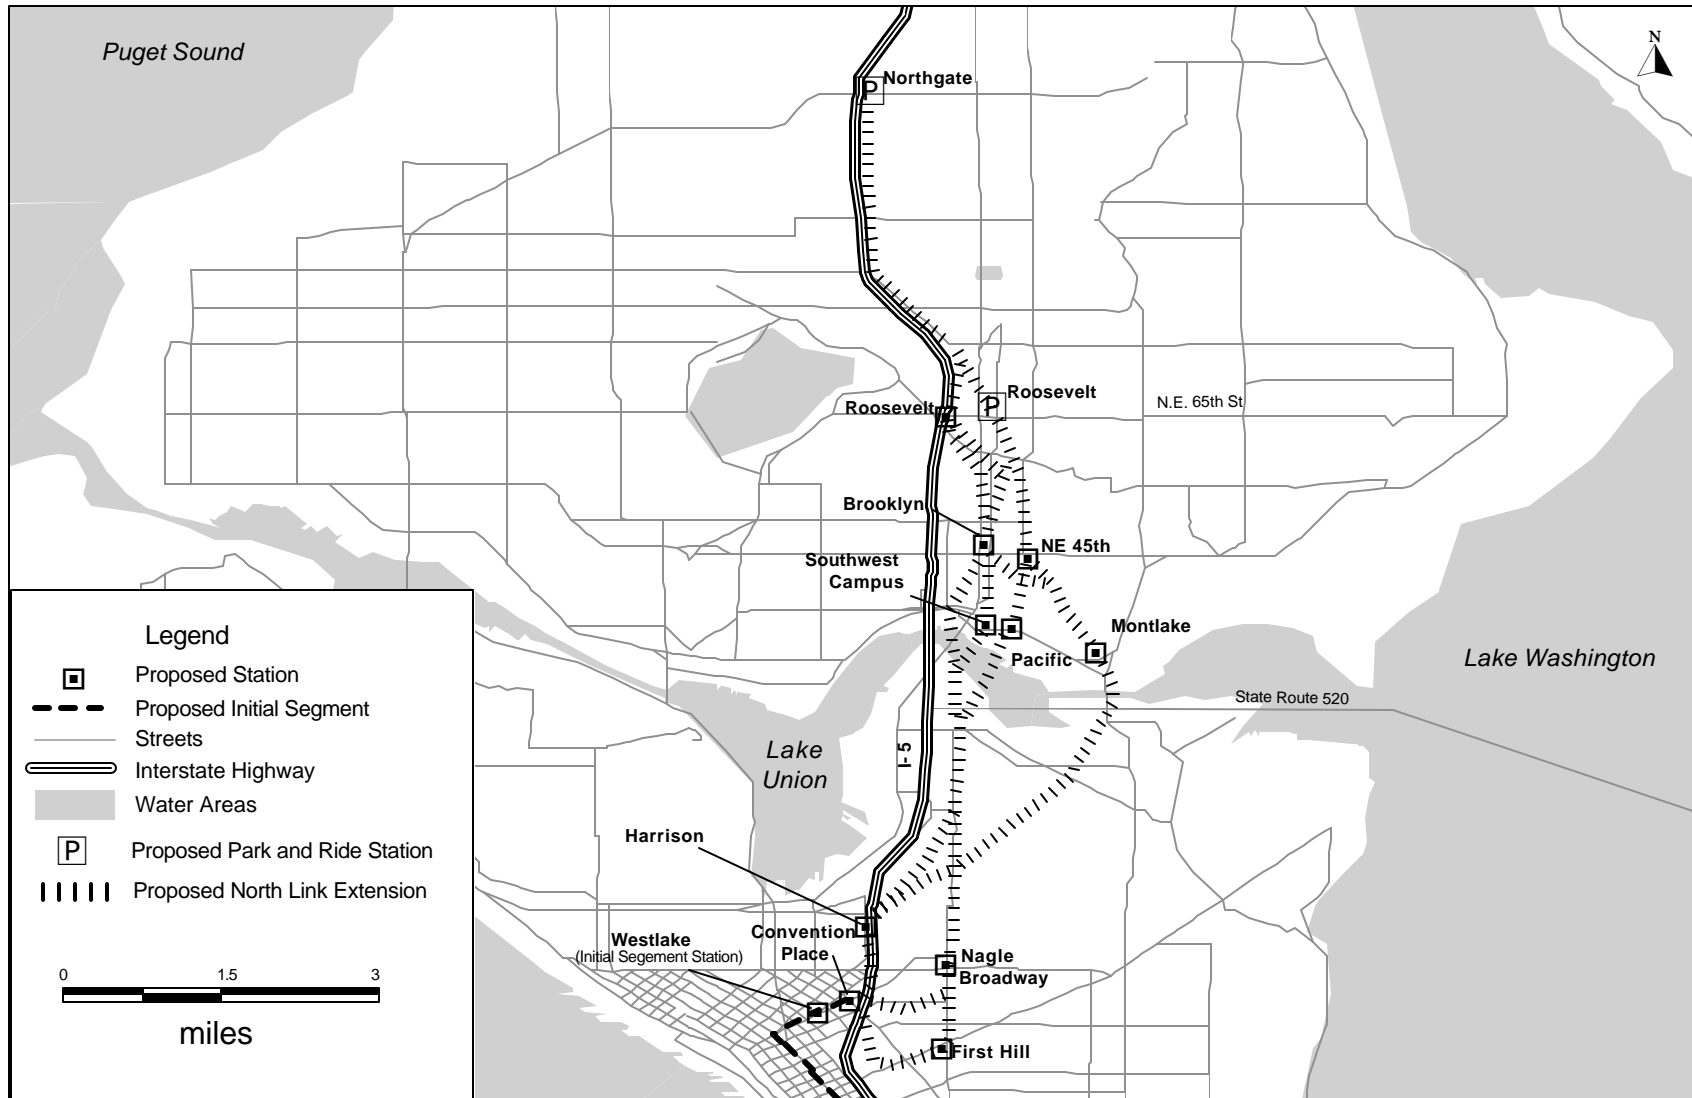 Puget Sound
N
P
Northgate
Roosevelt
P
Roosevelt
N.E. 65th St
Brooklyn
NE 45th
Southwest
Campus
Montlake
Pacific
Lake Washington
State Route 520
Lake
Union
I- 5
Harrison
Westlake
(Initial Segement Station)
Convention
Place
Nagle
Broadway
First Hill
Legend
Proposed Station
Proposed Initial Segment
Streets
Interstate Highway
Water Areas
P
Proposed Park and Ride Station
Proposed North Link Extension
0 1.5 3
miles